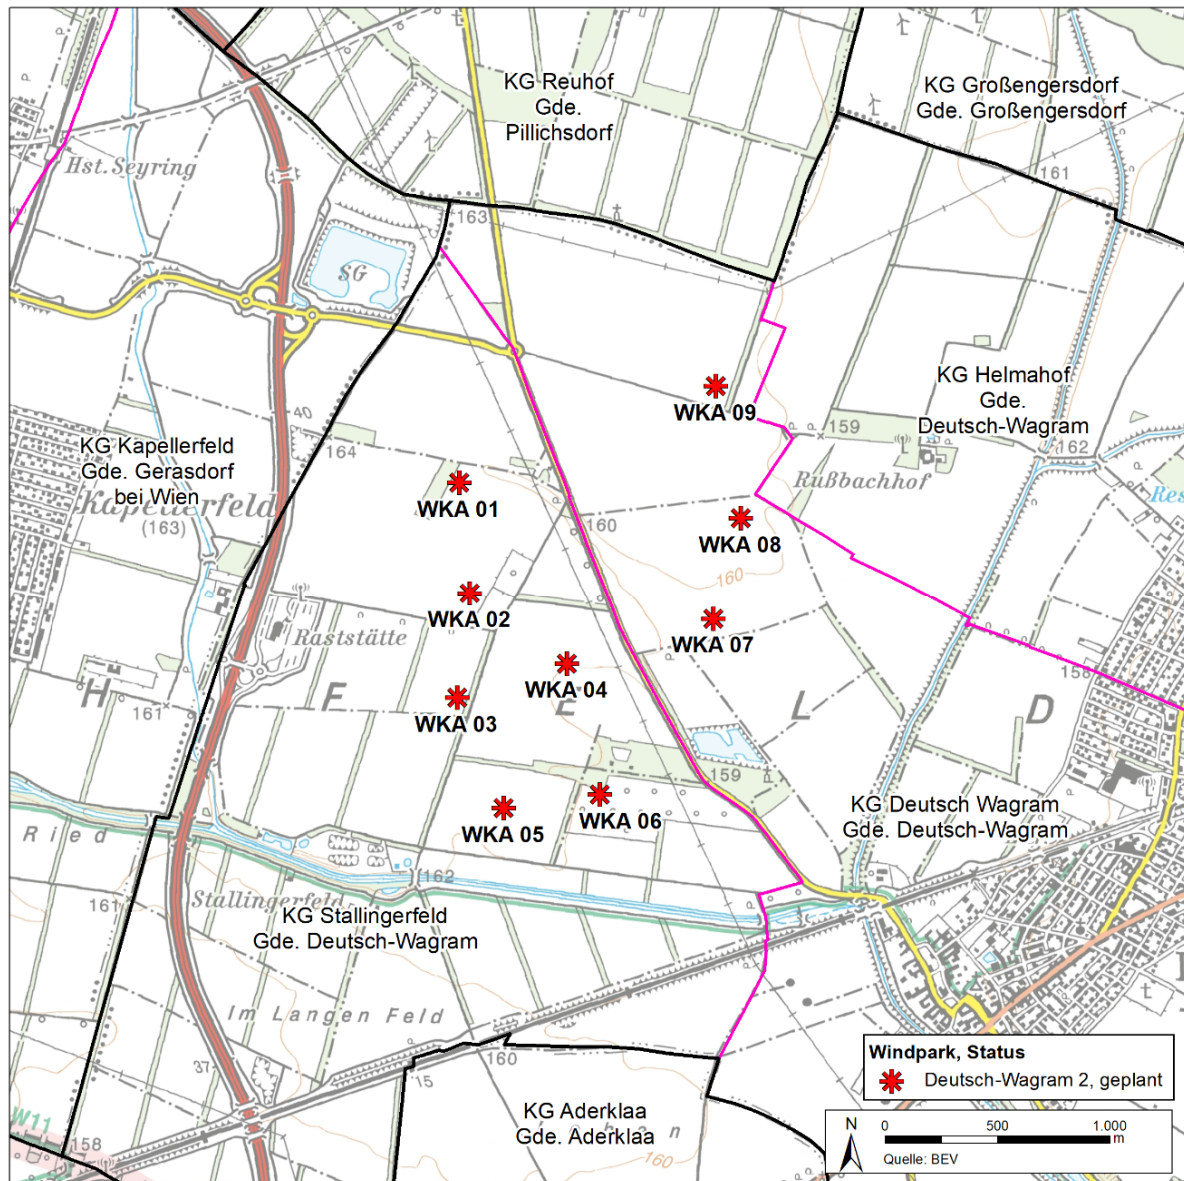 KG Reuhof
Gde.
Pillichsdorf
KG Großengersdorf
Gde. Großengersdorf
Hst. Seyring
161
163
SG
KG Helmahof
Gde.
Deutsch-Wagram
WKA 09
40
164
159
162
KG Kapellerfeld
Gde. Gerasdorf
bei Wien
Kapellerfeld
(163)
Rußbachhof
Res
WKA 01
160
WKA 08
160
WKA 02
WKA 07
Raststätte
WKA 04
158
H F E L D
161
WKA 03
159
KG Deutsch Wagram
Gde. Deutsch-Wagram
WKA 05
WKA 06
Ried
162
Stallingerfeld
161
KG Stallingerfeld
Gde. Deutsch-Wagram
Im Langen Feld
160
37
15
Windpark, Status
Deutsch-Wagram 2, geplant
KG Aderklaa
Gde. Aderklaa
160
W11
158
N
0 500 1.000
m
Quelle: BEV